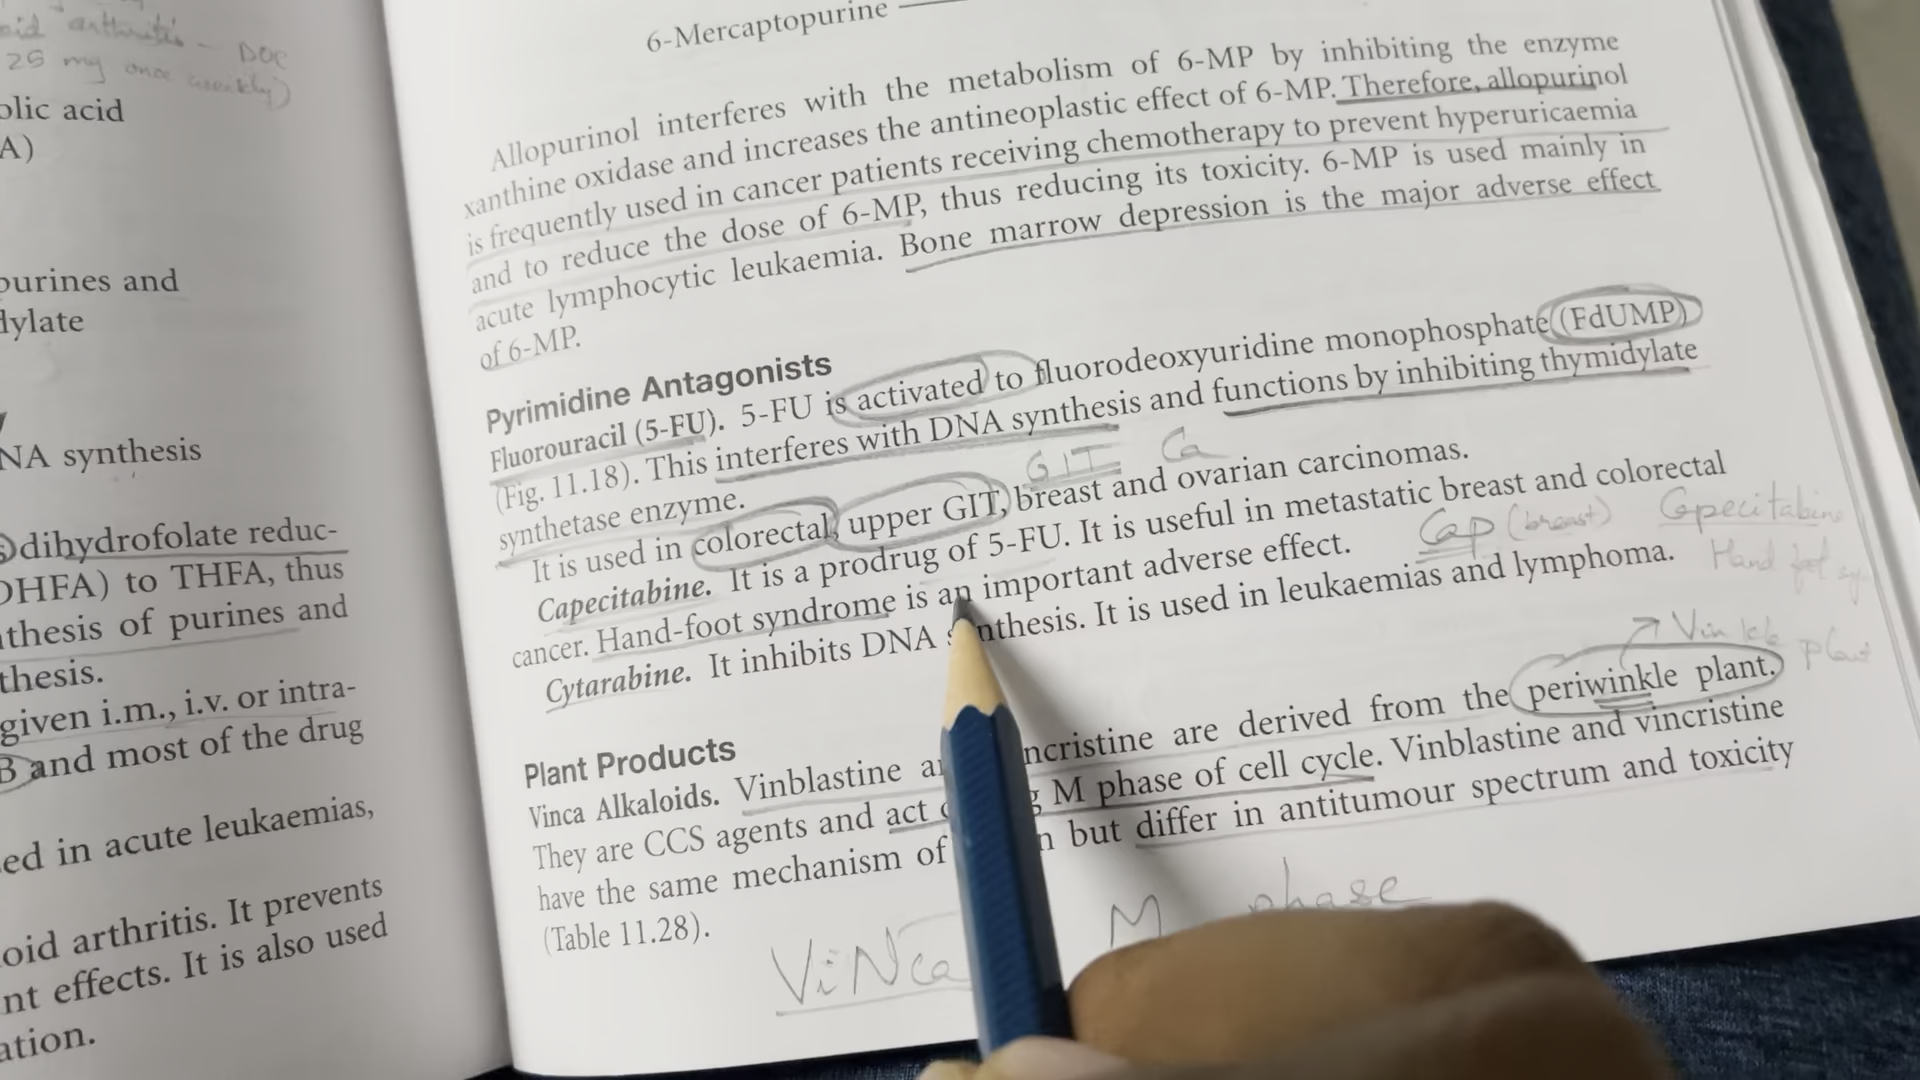 oid arthritis - DOC
25 mg once weekly)
olic acid
A)
purines and
dylate
NA synthesis
dihydrofolate reduc-
DHFA) to THFA, thus
thesis of purines and
thesis.
given i.m., i.v. or intra-
B and most of the drug
ed in acute leukaemias,
oid arthritis. It prevents
nt effects. It is also used
ation.
6-Mercaptopurine
Allopurinol interferes with the metabolism of 6-MP by inhibiting the enzyme
xanthine oxidase and increases the antineoplastic effect of 6-MP. Therefore, allopurinol
is frequently used in cancer patients receiving chemotherapy to prevent hyperuricaemia
and to reduce the dose of 6-MP, thus reducing its toxicity. 6-MP is used mainly in
acute lymphocytic leukaemia. Bone marrow depression is the major adverse effect
of 6-MP.
Pyrimidine Antagonists
Fluorouracil (5-FU). 5-FU is activated to fluorodeoxyuridine monophosphate (FdUMP)
(Fig. 11.18). This interferes with DNA synthesis and functions by inhibiting thymidylate
synthetase enzyme.
GIT Ca
It is used in colorectal, upper GIT, breast and ovarian carcinomas.
Capecitabine. It is a prodrug of 5-FU. It is useful in metastatic breast and colorectal
cancer. Hand-foot syndrome is an important adverse effect.
Cap (breast) Cpecitabine
Hand foot
Cytarabine. It inhibits DNA synthesis. It is used in leukaemias and lymphoma.
Plant Products
Vinca Alkaloids. Vinblastine a ncristine are derived from the periwinkle plant.
plant
They are CCS agents and act g M phase of cell cycle. Vinblastine and vincristine
have the same mechanism of n but differ in antitumour spectrum and toxicity
(Table 11.28).
ViNca M phase